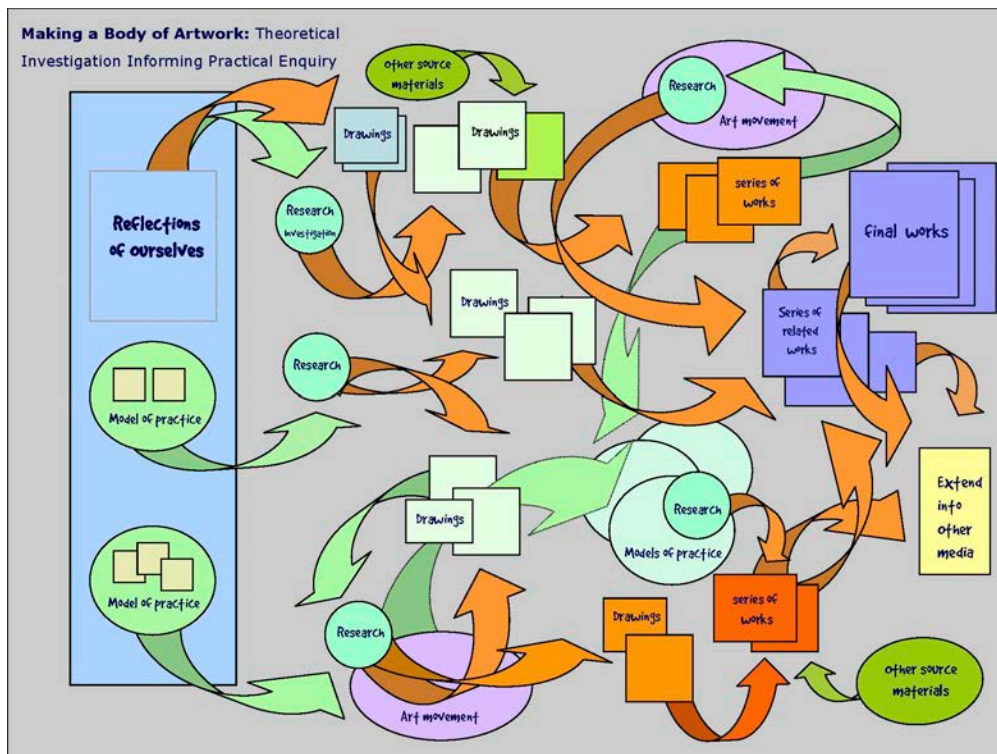 Making a Body of Artwork: Theoretical
Investigation Informing Practical Enquiry
Other source
materials
Research
Art movement
Drawings
Drawings
series of
works
Reflections
of ourselves
Research
Investigation
final works
Drawings
Series of
related
works
Research
Model of practice
Extend
into
other
media
Drawings
Research
Models of practice
Model of practice
Drawings
series of
works
Research
Other source
materials
Art movement